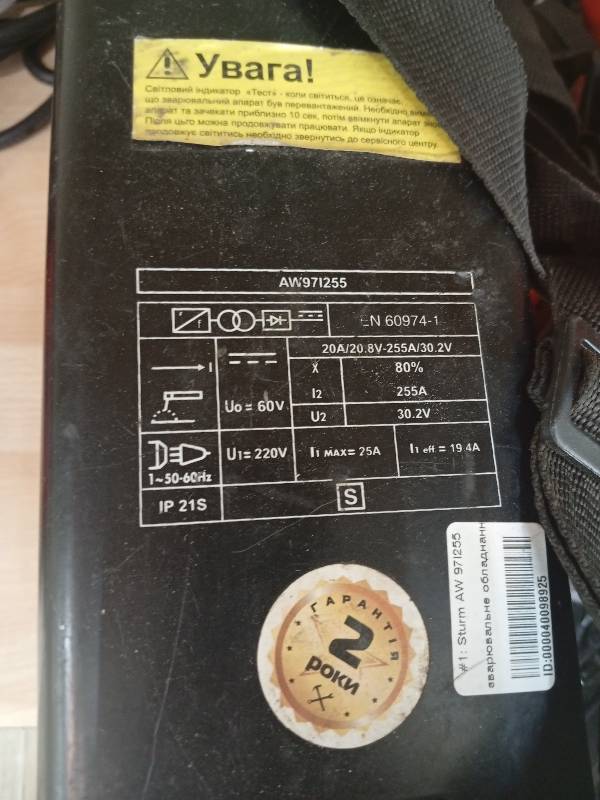 Увага!
Світловий індикатор «Тест» - коли світиться, це означає,
що зварювальний апарат був перевантажений. Необхідно
апарат та зачекати приблизно 10 сек, потім ввімкнути апарат
Після цього можна продовжувати працювати. Якщо індикатор
продовжує світитись необхідно звернутись до сервісного центру.
AW97I255
EN 60974-1
20A/20.8V-255A/30.2V
X 80%
I2 255A
U2 30.2V
I
U0 = 60V
1~50-60Hz
U1= 220V
I1 MAX= 25A
I1 eff = 19.4A
IP 21S
S
ГАРАНТІЯ
2
РОКИ
#1: Sturm AW 97I255
зварювальне обладнанн
ID:000040098925